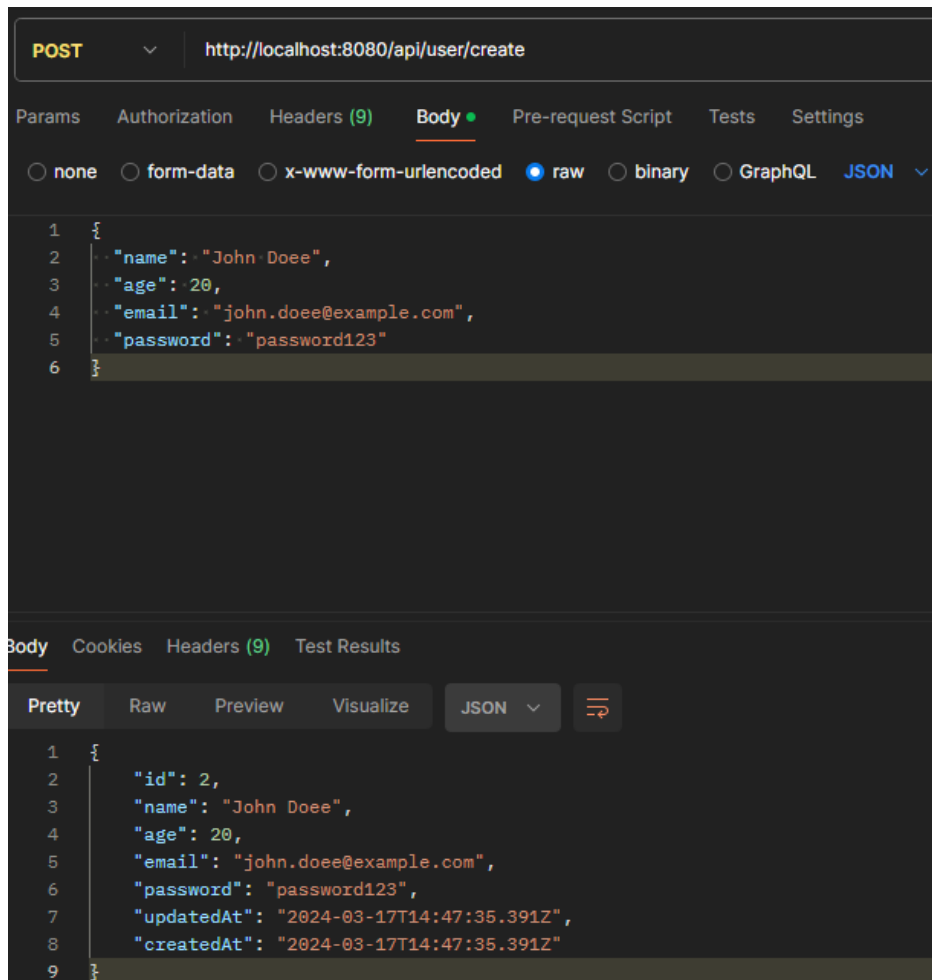 POST http://localhost:8080/api/user/create
Params Authorization Headers (9) Body Pre-request Script Tests Settings
none form-data x-www-form-urlencoded raw binary GraphQL JSON
1 {
2 "name": "John Doee",
3 "age": 20,
4 "email": "john.doee@example.com",
5 "password": "password123"
6 }
Body Cookies Headers (9) Test Results
Pretty Raw Preview Visualize JSON
1 {
2 "id": 2,
3 "name": "John Doee",
4 "age": 20,
5 "email": "john.doee@example.com",
6 "password": "password123",
7 "updatedAt": "2024-03-17T14:47:35.391Z",
8 "createdAt": "2024-03-17T14:47:35.391Z"
9 }